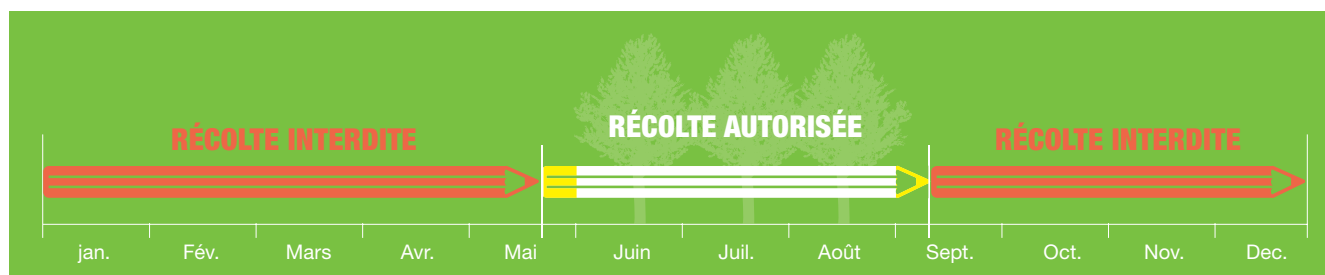 RÉCOLTE INTERDITE
RÉCOLTE AUTORISÉE
RÉCOLTE INTERDITE
jan. Fév. Mars Avr. Mai Juin Juil. Août Sept. Oct. Nov. Dec.